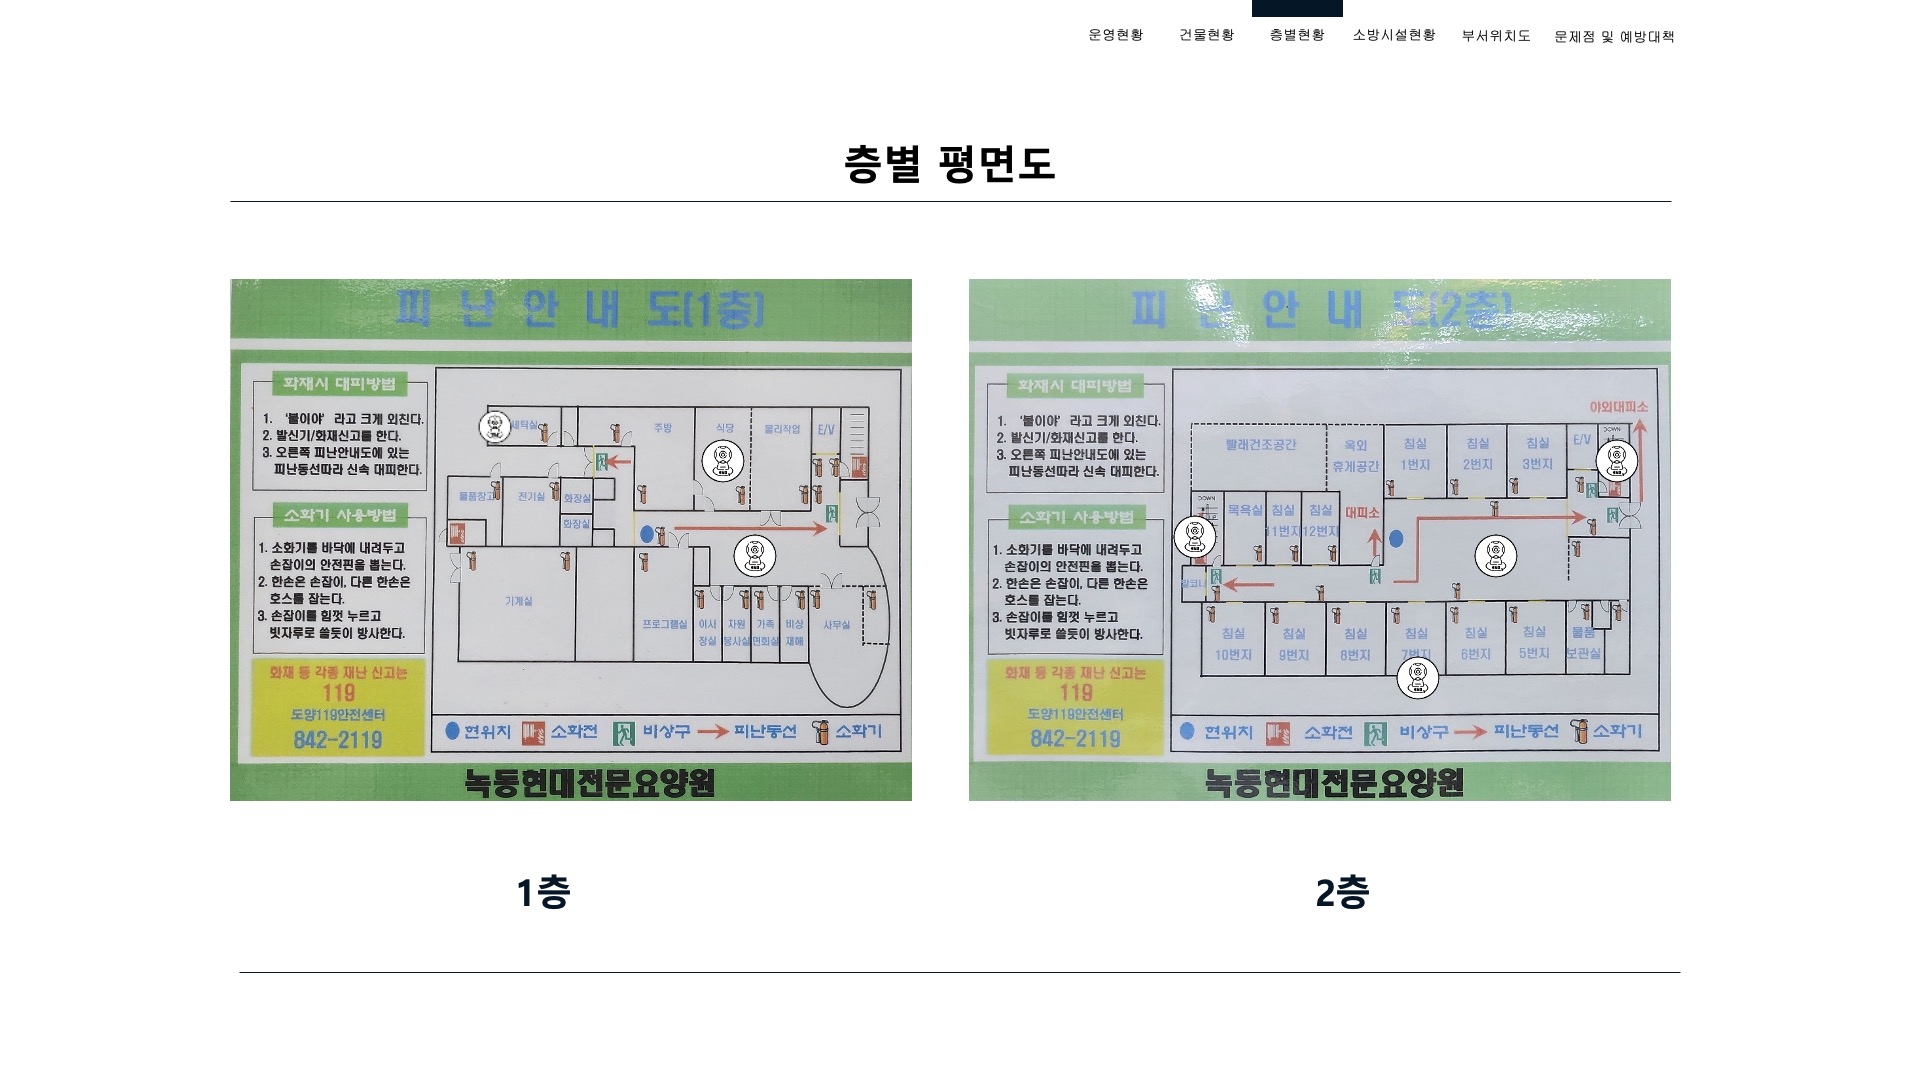 운영현황
건물현황
층별현황
소방시설현황
부서위치도
문제점 및 예방대책
층별 평면도
피 난 안 내 도(1층)
화재시 대피방법
1. ‘불이야’ 라고 크게 외친다.
2. 발신기/화재신고를 한다.
3. 오른쪽 피난안내도에 있는
피난동선따라 신속 대피한다.
소화기 사용방법
1. 소화기를 바닥에 내려두고
손잡이의 안전핀을 뽑는다.
2. 한손은 손잡이, 다른 한손은
호스를 잡는다.
3. 손잡이를 힘껏 누르고
빗자루로 쓸듯이 방사한다.
화재 등 각종 재난 신고는
119
도양119안전센터
842-2119
세탁실
주방
식당
물리작업
E/V
물품창고
전기실
화장실
화장실
기계실
프로그램실
이사
장실
자원
봉사실
가족
면회실
비상
재해
사무실
현위치
소화전
비상구
피난동선
소화기
녹동현대전문요양원
피 난 안 내 도(2층)
화재시 대피방법
1. ‘불이야’ 라고 크게 외친다.
2. 발신기/화재신고를 한다.
3. 오른쪽 피난안내도에 있는
피난동선따라 신속 대피한다.
소화기 사용방법
1. 소화기를 바닥에 내려두고
손잡이의 안전핀을 뽑는다.
2. 한손은 손잡이, 다른 한손은
호스를 잡는다.
3. 손잡이를 힘껏 누르고
빗자루로 쓸듯이 방사한다.
화재 등 각종 재난 신고는
119
도양119안전센터
842-2119
야외대피소
빨래건조공간
옥외
휴게공간
침실
1번지
침실
2번지
침실
3번지
E/V
DOWN
DOWN
목욕실
침실
11번지
침실
12번지
대피소
발코니
침실
10번지
침실
9번지
침실
8번지
침실
7번지
침실
6번지
침실
5번지
물품
보관실
현위치
소화전
비상구
피난동선
소화기
녹동현대전문요양원
1층
2층